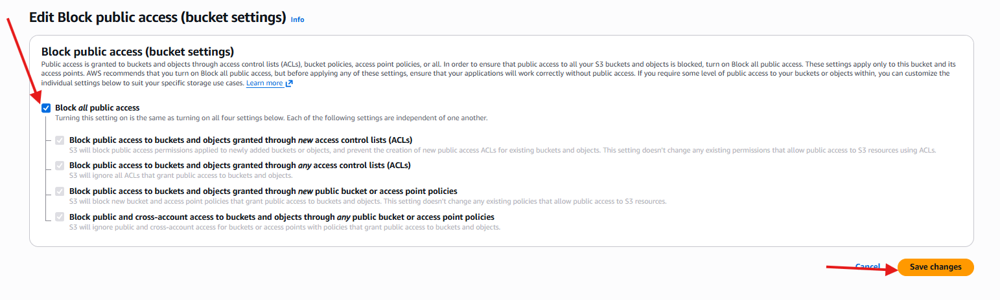 Edit Block public access (bucket settings) Info
Block public access (bucket settings)
Public access is granted to buckets and objects through access control lists (ACLs), bucket policies, access point policies, or all. In order to ensure that public access to all your S3 buckets and objects is blocked, turn on Block all public access. These settings apply only to this bucket and its
access points. AWS recommends that you turn on Block all public access, but before applying any of these settings, ensure that your applications will work correctly without public access. If you require some level of public access to your buckets or objects within, you can customize the
individual settings below to suit your specific storage use cases. Learn more
Block all public access
Turning this setting on is the same as turning on all four settings below. Each of the following settings are independent of one another.
Block public access to buckets and objects granted through new access control lists (ACLs)
S3 will block public access permissions applied to newly added buckets or objects, and prevent the creation of new public access ACLs for existing buckets and objects. This setting doesn't change any existing permissions that allow public access to S3 resources using ACLs.
Block public access to buckets and objects granted through any access control lists (ACLs)
S3 will ignore all ACLs that grant public access to buckets and objects.
Block public access to buckets and objects granted through new public bucket or access point policies
S3 will block new bucket and access point policies that grant public access to buckets and objects. This setting doesn't change any existing policies that allow public access to S3 resources.
Block public and cross-account access to buckets and objects through any public bucket or access point policies
S3 will ignore public and cross-account access for buckets or access points with policies that grant public access to buckets and objects.
Cancel Save changes